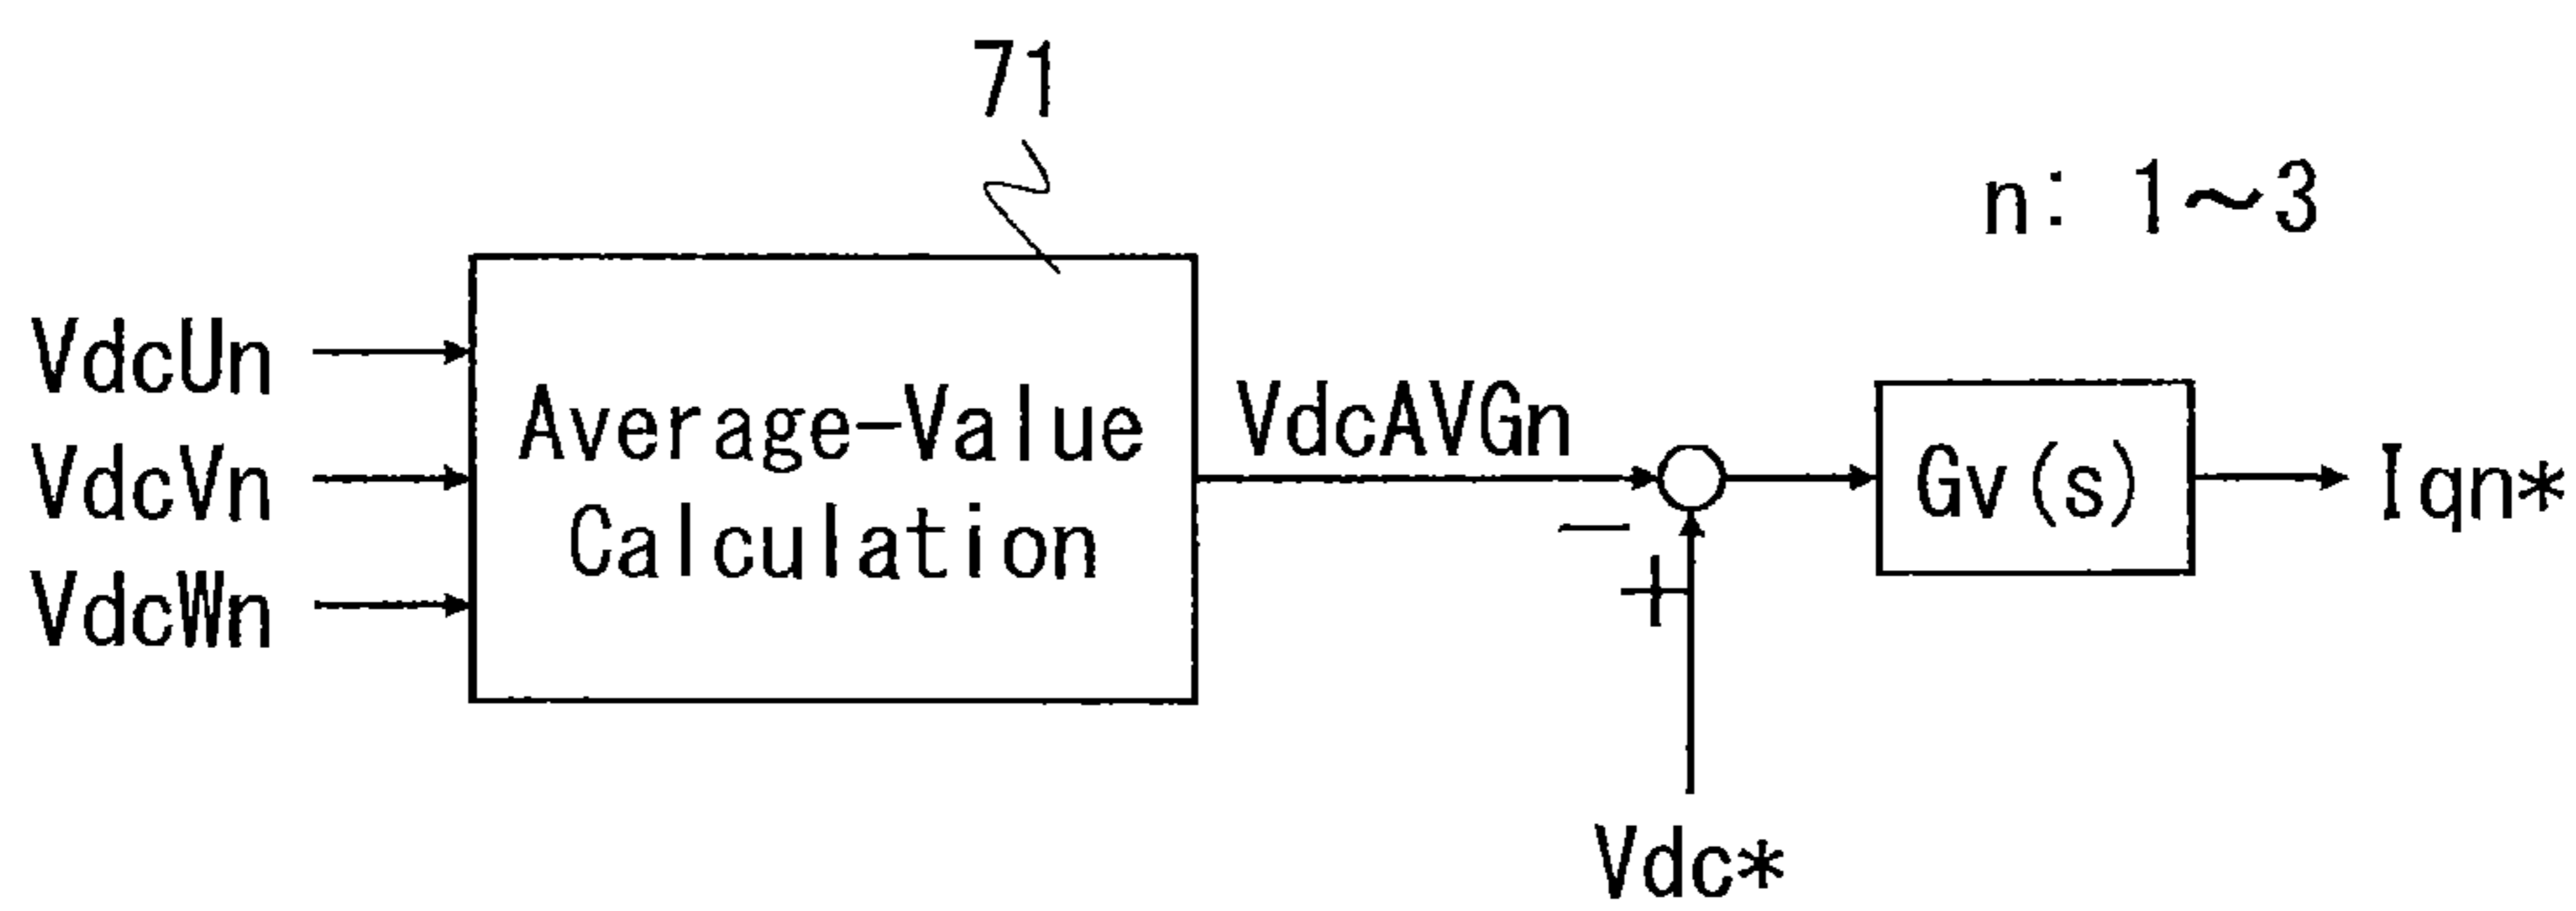 71
n: 1～3
VdcUn
VdcVn
VdcWn
Average-Value
Calculation
VdcAVGn
−
+
Gv(s)
Iqn*
Vdc*